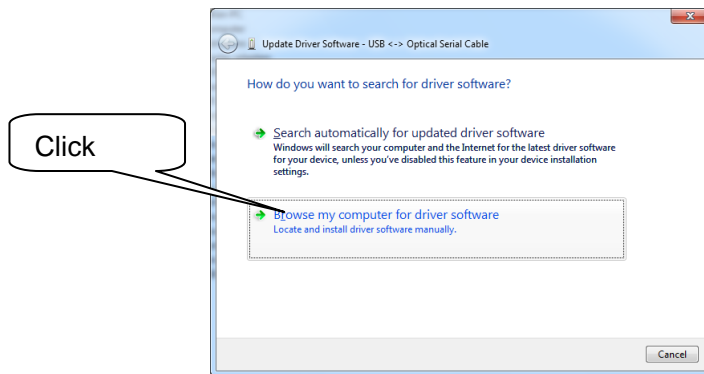 Update Driver Software - USB <-> Optical Serial Cable
How do you want to search for driver software?
Search automatically for updated driver software
Windows will search your computer and the Internet for the latest driver software
for your device, unless you've disabled this feature in your device installation
settings.
Click
Browse my computer for driver software
Locate and install driver software manually.
Cancel